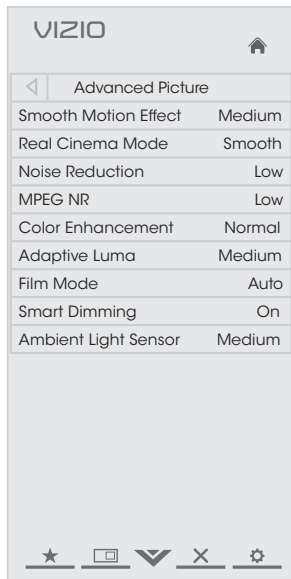 VIZIO
Advanced Picture
Smooth Motion Effect Medium
Real Cinema Mode Smooth
Noise Reduction Low
MPEG NR Low
Color Enhancement Normal
Adaptive Luma Medium
Film Mode Auto
Smart Dimming On
Ambient Light Sensor Medium